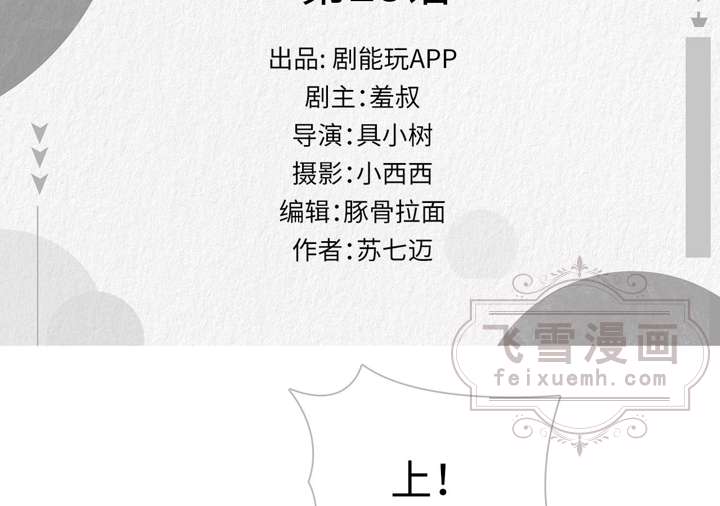 出品: 剧能玩APP
剧主：羞叔
导演：具小树
摄影：小西西
编辑：豚骨拉面
作者：苏七迈
飞雪漫画
feixuemh.com
上！